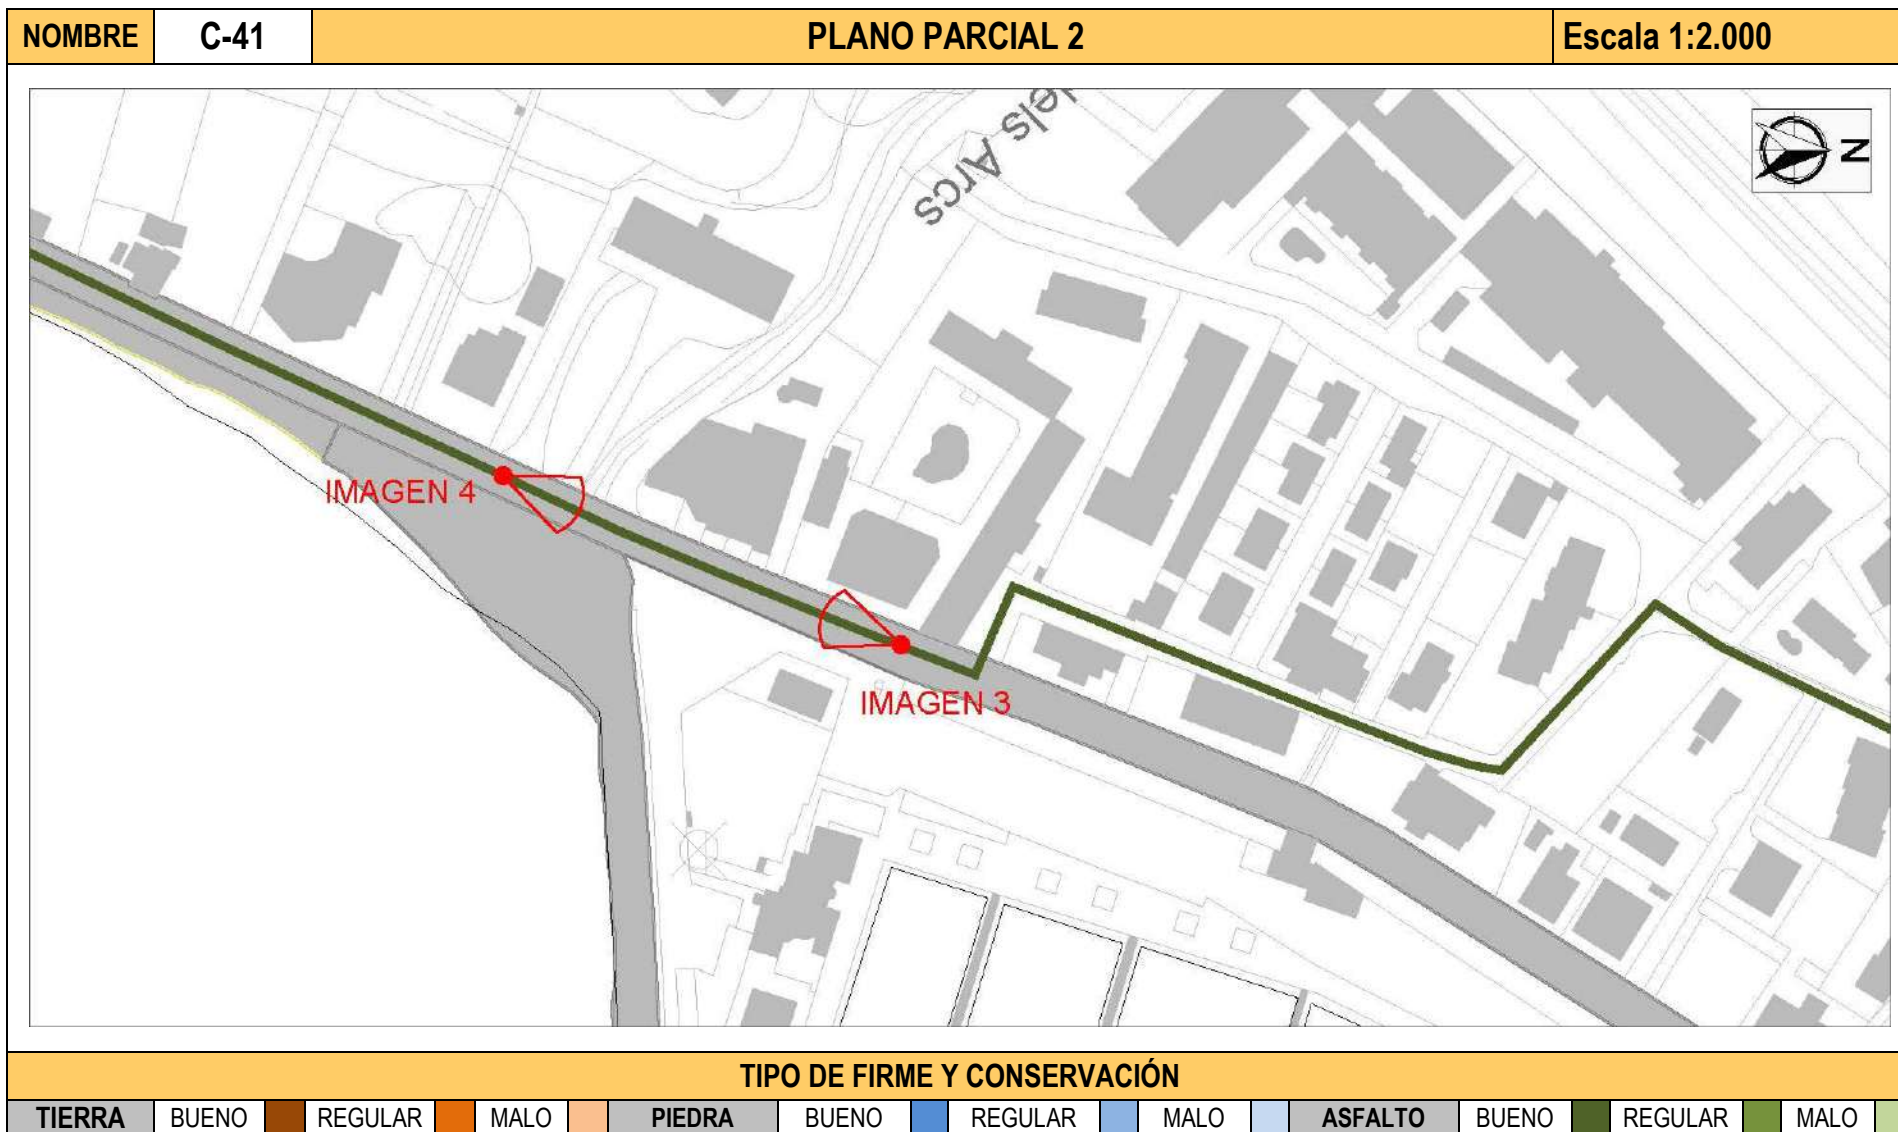 NOMBRE C-41 PLANO PARCIAL 2 Escala 1:2.000
dels Arcs
N
IMAGEN 4
IMAGEN 3
TIPO DE FIRME Y CONSERVACIÓN
TIERRA BUENO REGULAR MALO PIEDRA BUENO REGULAR MALO ASFALTO BUENO REGULAR MALO